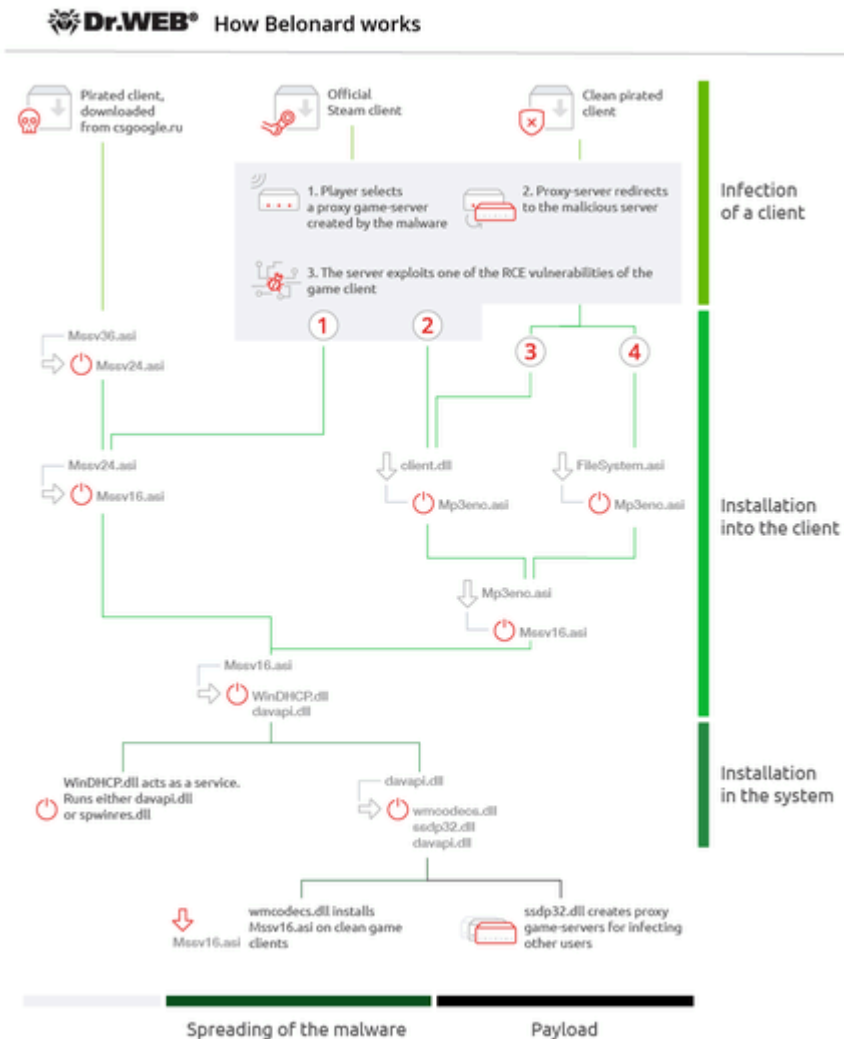 Dr.WEB® How Belonard works
Pirated client,
downloaded
from csgoogle.ru
Official
Steam client
Clean pirated
client
1. Player selects
a proxy game-server
created by the malware
2. Proxy-server redirects
to the malicious server
3. The server exploits one of the RCE vulnerabilities of the
game client
Infection
of a client
1
2
3
4
Mssv36.asi
Mssv24.asi
Mssv24.asi
Mssv16.asi
client.dll
Mp3enc.asi
FileSystem.asi
Mp3enc.asi
Mp3enc.asi
Mssv16.asi
Installation
into the client
Mssv16.asi
WinDHCP.dll
davapi.dll
WinDHCP.dll acts as a service.
Runs either davapi.dll
or spwinres.dll
davapi.dll
wmcodecs.dll
ssdp32.dll
davapi.dll
Installation
in the system
Mssv16.asi
wmcodecs.dll installs
Mssv16.asi on clean game
clients
ssdp32.dll creates proxy
game-servers for infecting
other users
Spreading of the malware
Payload